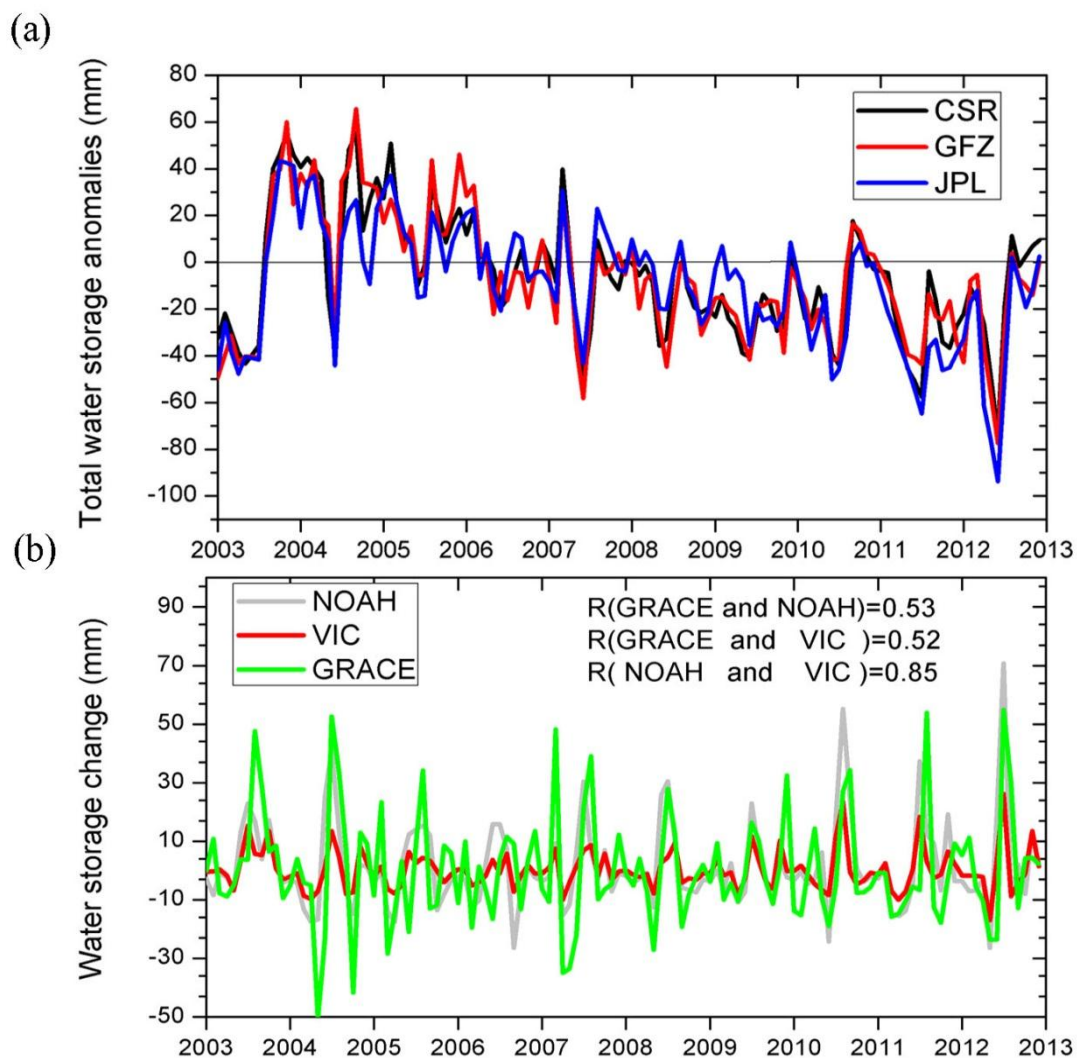 (a)
Total water storage anomalies (mm)
80
60
40
20
0
-20
-40
-60
-80
-100
CSR
GFZ
JPL
2003 2004 2005 2006 2007 2008 2009 2010 2011 2012 2013
(b)
Water storage change (mm)
90
70
50
30
10
-10
-30
-50
NOAH
VIC
GRACE
R(GRACE and NOAH)=0.53
R(GRACE and VIC )=0.52
R( NOAH and VIC)=0.85
2003 2004 2005 2006 2007 2008 2009 2010 2011 2012 2013